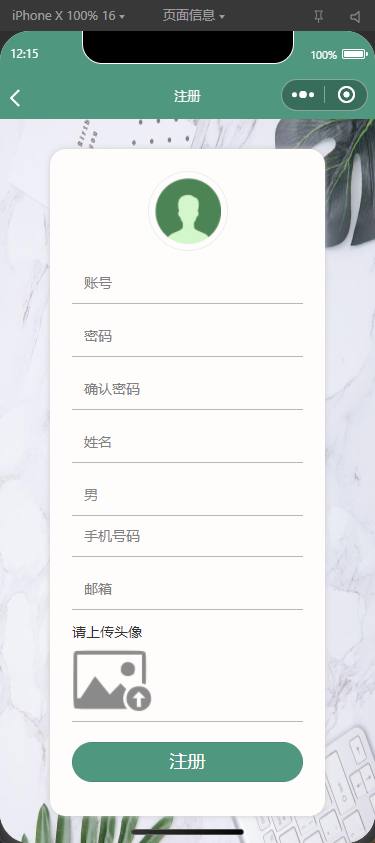 iPhone X 100% 16 页面信息
12:15 100%
注册
账号
密码
确认密码
姓名
男
手机号码
邮箱
请上传头像
注册